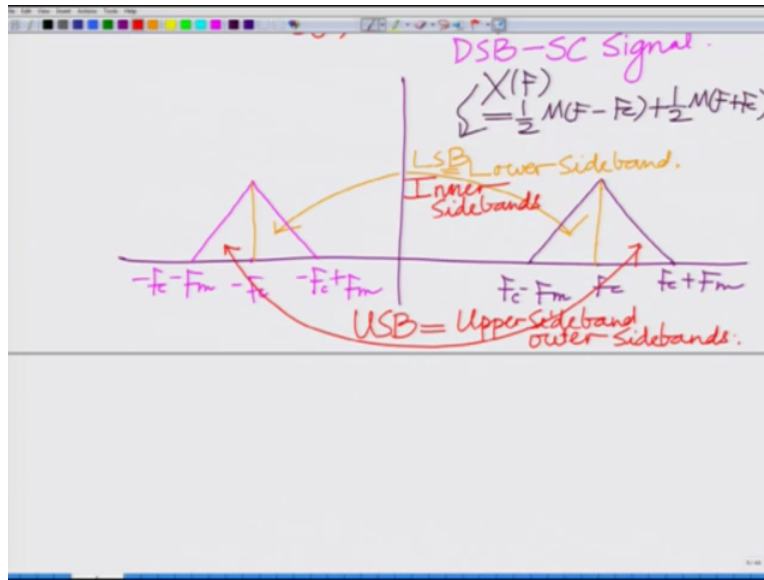 DSB-SC Signal.
X(F)
= 1/2 M(F-Fc)+1/2 M(F+Fc)
LSB Lower Sideband.
Inner
Sidebands
-Fc-Fm -Fc -Fc+Fm Fc-Fm Fc Fc+Fm
USB = Upper Sideband
outer Sidebands.